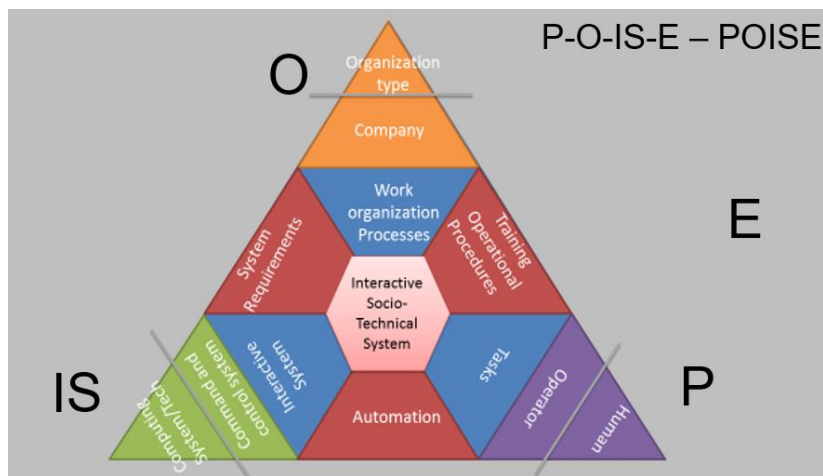 P-O-IS-E – POISE
O
Organization
type
Company
Work
organization
Processes
System
Requirements
Training
Operational
Procedures
E
Interactive
Socio-
Technical
System
IS
Computing
System/Tech
Command and
control system
Interactive
System
Automation
Tasks
Operator
Human
P